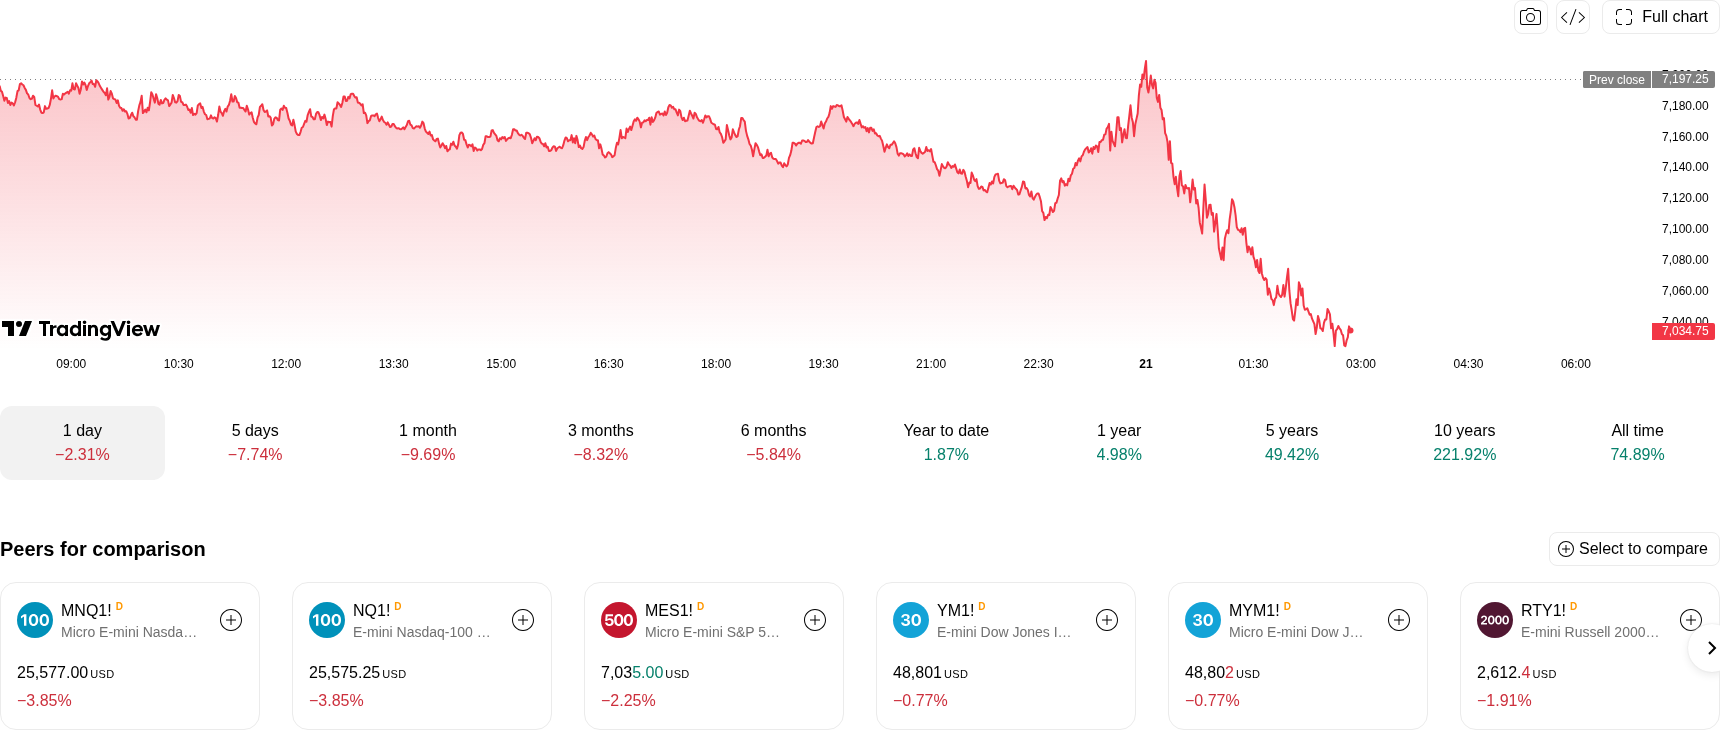 Full chart
Prev close 7,197.25
7,180.00
7,160.00
7,140.00
7,120.00
7,100.00
7,080.00
7,060.00
7,040.00
7,034.75
TradingView
09:00 10:30 12:00 13:30 15:00 16:30 18:00 19:30 21:00 22:30 21 01:30 03:00 04:30 06:00
1 day 5 days 1 month 3 months 6 months Year to date 1 year 5 years 10 years All time
−2.31% −7.74% −9.69% −8.32% −5.84% 1.87% 4.98% 49.42% 221.92% 74.89%
Peers for comparison
Select to compare
100 MNQ1! D
Micro E-mini Nasda…
25,577.00 USD
−3.85%
100 NQ1! D
E-mini Nasdaq-100 …
25,575.25 USD
−3.85%
500 MES1! D
Micro E-mini S&P 5…
7,035.00 USD
−2.25%
30 YM1! D
E-mini Dow Jones I…
48,801 USD
−0.77%
30 MYM1! D
Micro E-mini Dow J…
48,802 USD
−0.77%
2000 RTY1! D
E-mini Russell 2000…
2,612.4 USD
−1.91%